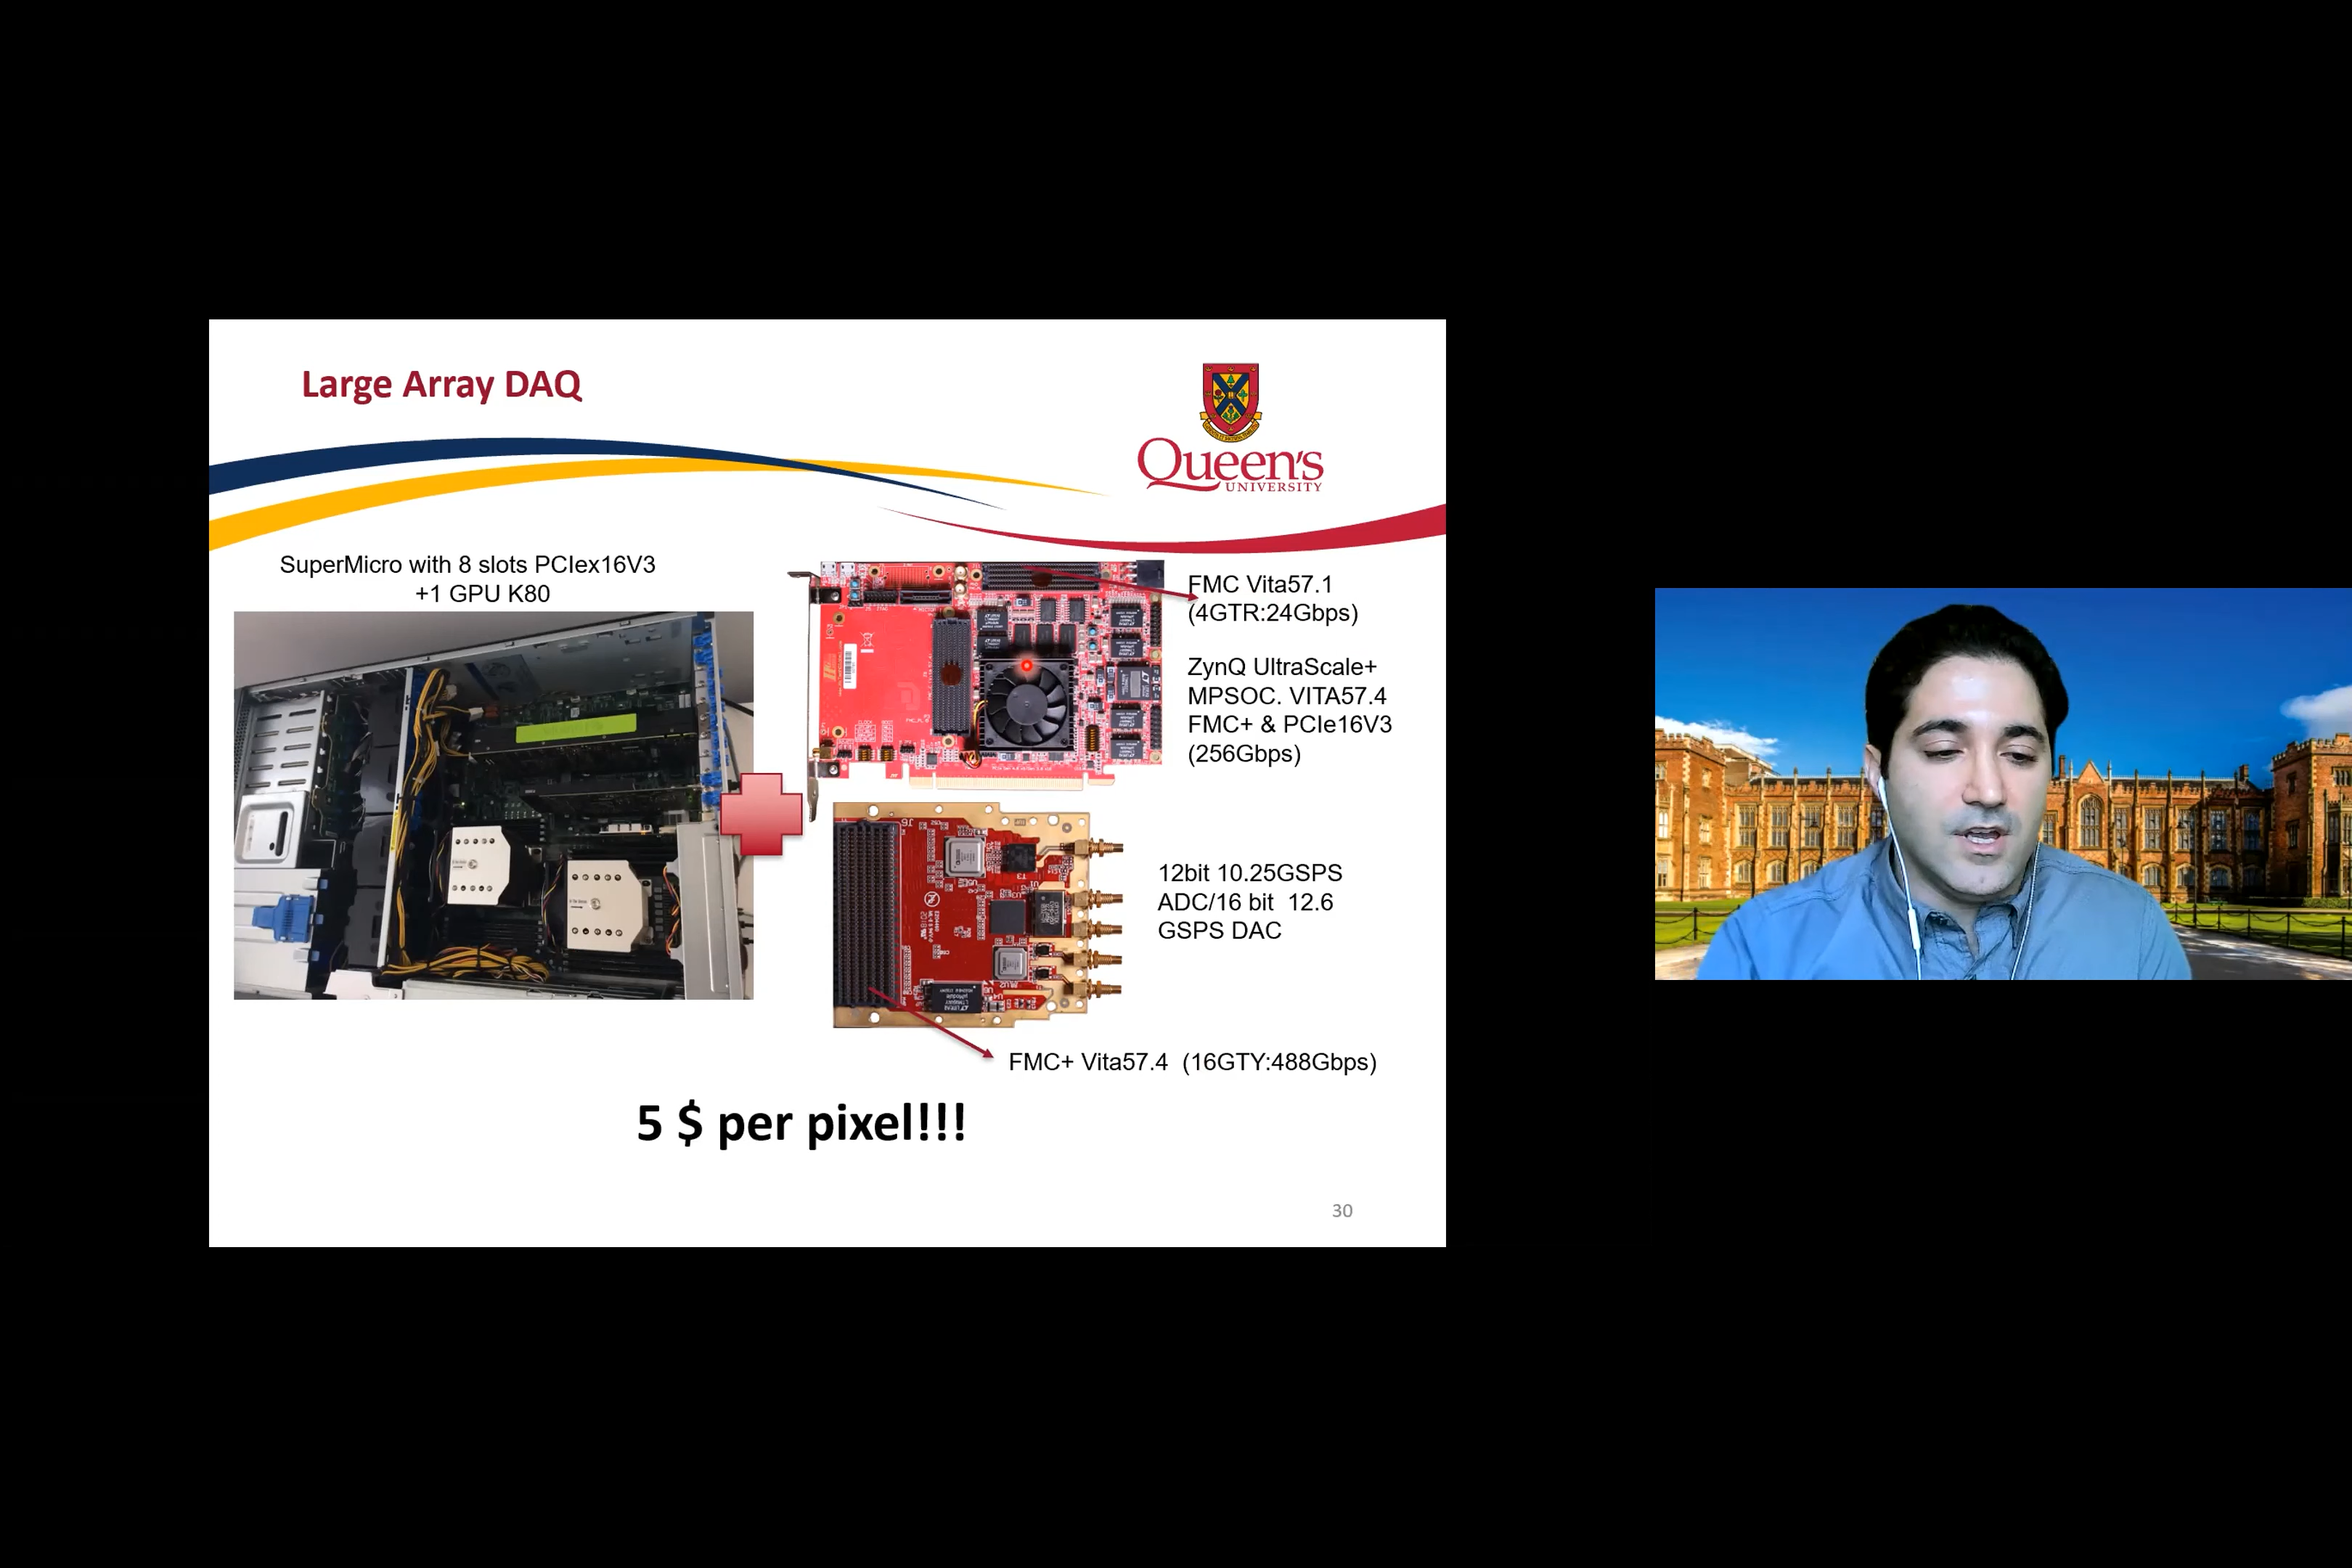 Large Array DAQ
Queen's
UNIVERSITY
SuperMicro with 8 slots PCIex16V3
+1 GPU K80
FMC Vita57.1
(4GTR:24Gbps)
ZynQ UltraScale+
MPSOC. VITA57.4
FMC+ & PCIe16V3
(256Gbps)
12bit 10.25GSPS
ADC/16 bit 12.6
GSPS DAC
FMC+ Vita57.4 (16GTY:488Gbps)
5 $ per pixel!!!
30